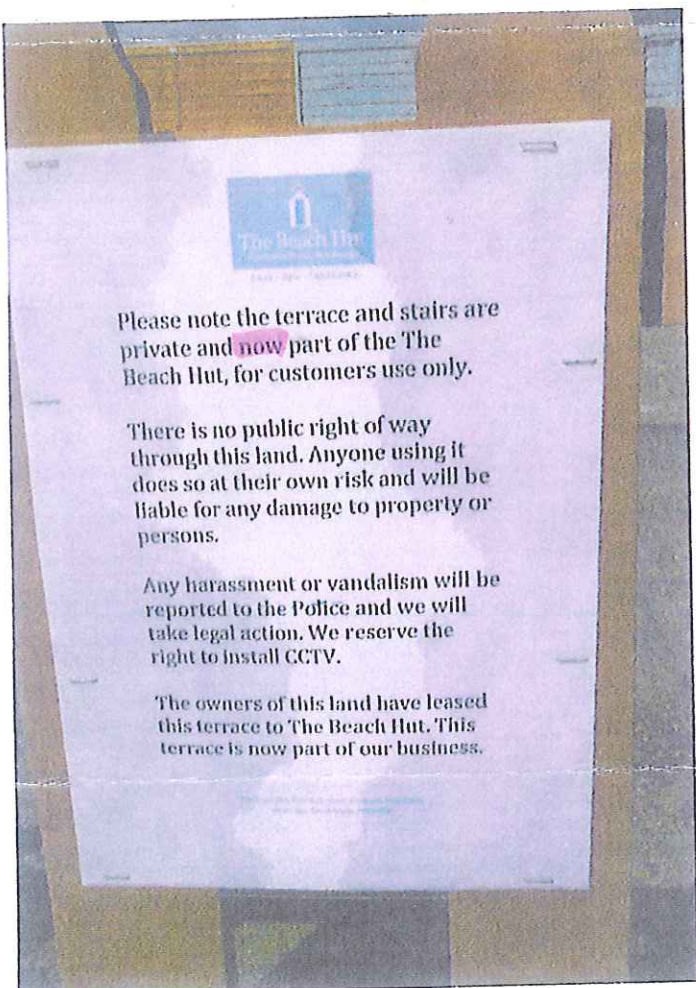 The Beach Hut
Please note the terrace and stairs are
private and now part of the The
Beach Hut, for customers use only.
There is no public right of way
through this land. Anyone using it
does so at their own risk and will be
liable for any damage to property or
persons.
Any harassment or vandalism will be
reported to the Police and we will
take legal action. We reserve the
right to install CCTV.
The owners of this land have leased
this terrace to The Beach Hut. This
terrace is now part of our business.